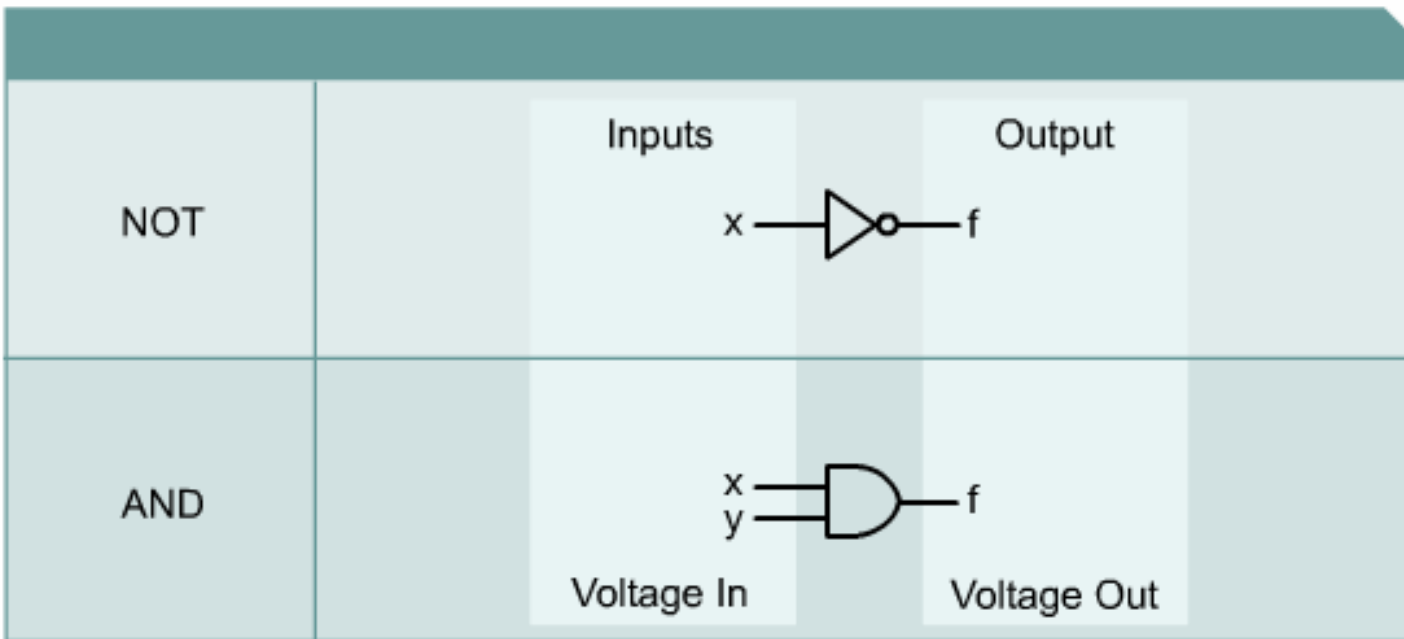 Inputs Output
NOT x f
AND x f
y
Voltage In Voltage Out